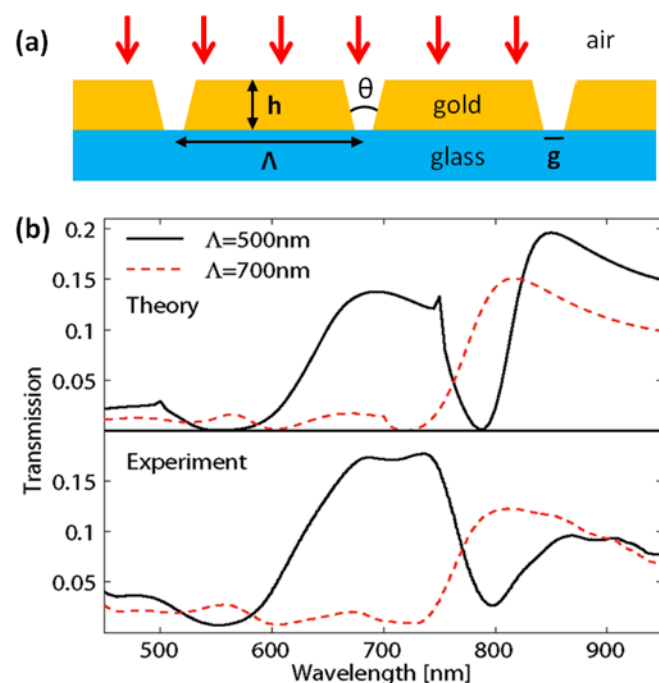 (a)
air
θ
h
gold
Λ
glass
g
(b)
0.2
Λ=500nm
Λ=700nm
0.15
Theory
0.1
0.05
Transmission
Experiment
0.15
0.1
0.05
500 600 700 800 900
Wavelength [nm]